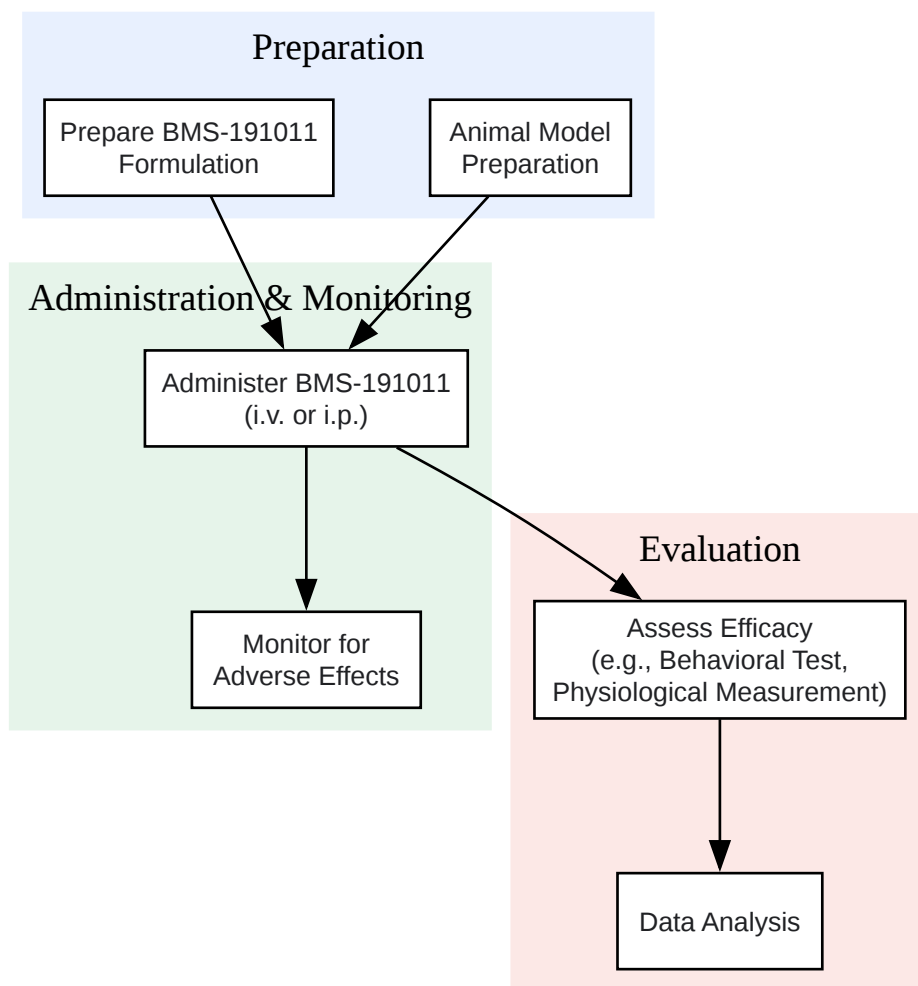 Preparation
Prepare BMS-191011
Formulation
Animal Model
Preparation
Administration & Monitoring
Administer BMS-191011
(i.v. or i.p.)
Monitor for
Adverse Effects
Evaluation
Assess Efficacy
(e.g., Behavioral Test,
Physiological Measurement)
Data Analysis